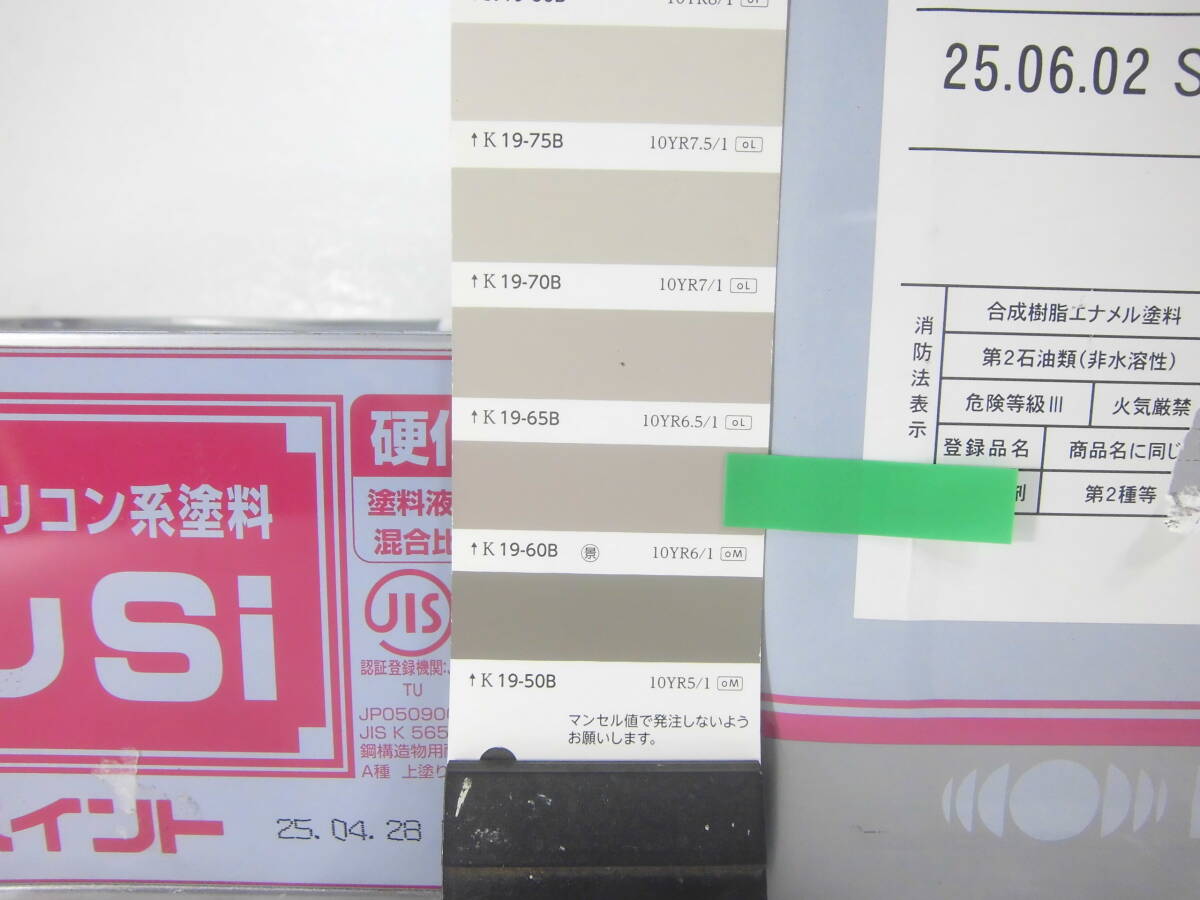 25.06.02 S
↑K 19-75B 10YR7.5/1 oL
↑K 19-70B 10YR7/1 oL
↑K 19-65B 10YR6.5/1 oL
↑K 19-60B 景 10YR6/1 oM
↑K 19-50B 10YR5/1 oM
マンセル値で発注しないよう
お願いします。
消防法表示
合成樹脂エナメル塗料
第2石油類(非水溶性)
危険等級III 火気厳禁
登録品名 商品名に同じ
剤 第2種等
リコン系塗料
Si
硬化
塗料液
混合比
JIS
認証登録機関:
TU
JP05090
JIS K 565
鋼構造物用
A種 上塗り
ペイント
25.04.28